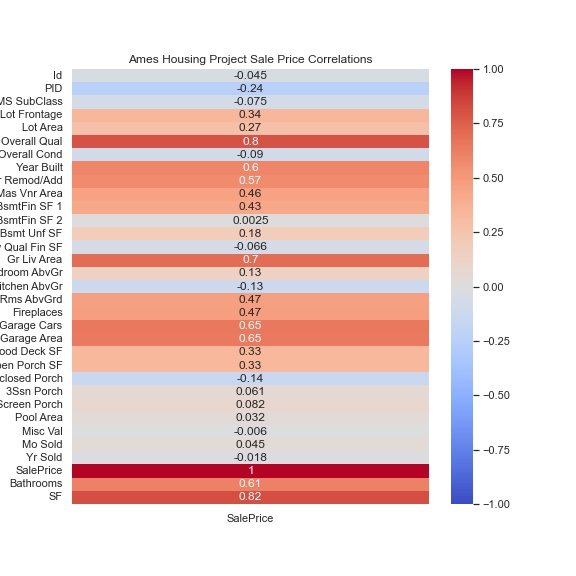 Ames Housing Project Sale Price Correlations
Id -0.045
PID -0.24
MS SubClass -0.075
Lot Frontage 0.34
Lot Area 0.27
Overall Qual 0.8
Overall Cond -0.09
Year Built 0.6
r Remod/Add 0.57
Mas Vnr Area 0.46
BsmtFin SF 1 0.43
BsmtFin SF 2 0.0025
Bsmt Unf SF 0.18
Qual Fin SF -0.066
Gr Liv Area 0.7
droom AbvGr 0.13
itchen AbvGr -0.13
Rms AbvGrd 0.47
Fireplaces 0.47
Garage Cars 0.65
Garage Area 0.65
ood Deck SF 0.33
en Porch SF 0.33
closed Porch -0.14
3Ssn Porch 0.061
Screen Porch 0.082
Pool Area 0.032
Misc Val -0.006
Mo Sold 0.045
Yr Sold -0.018
SalePrice 1
Bathrooms 0.61
SF 0.82
SalePrice
1.00
0.75
0.50
0.25
0.00
−0.25
−0.50
−0.75
−1.00